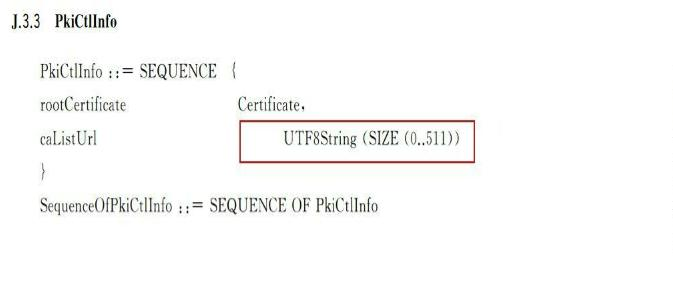 J.3.3 PkiCtlInfo
PkiCtlInfo ::= SEQUENCE {
rootCertificate Certificate,
caListUrl UTF8String (SIZE (0..511))
}
SequenceOfPkiCtlInfo ::= SEQUENCE OF PkiCtlInfo